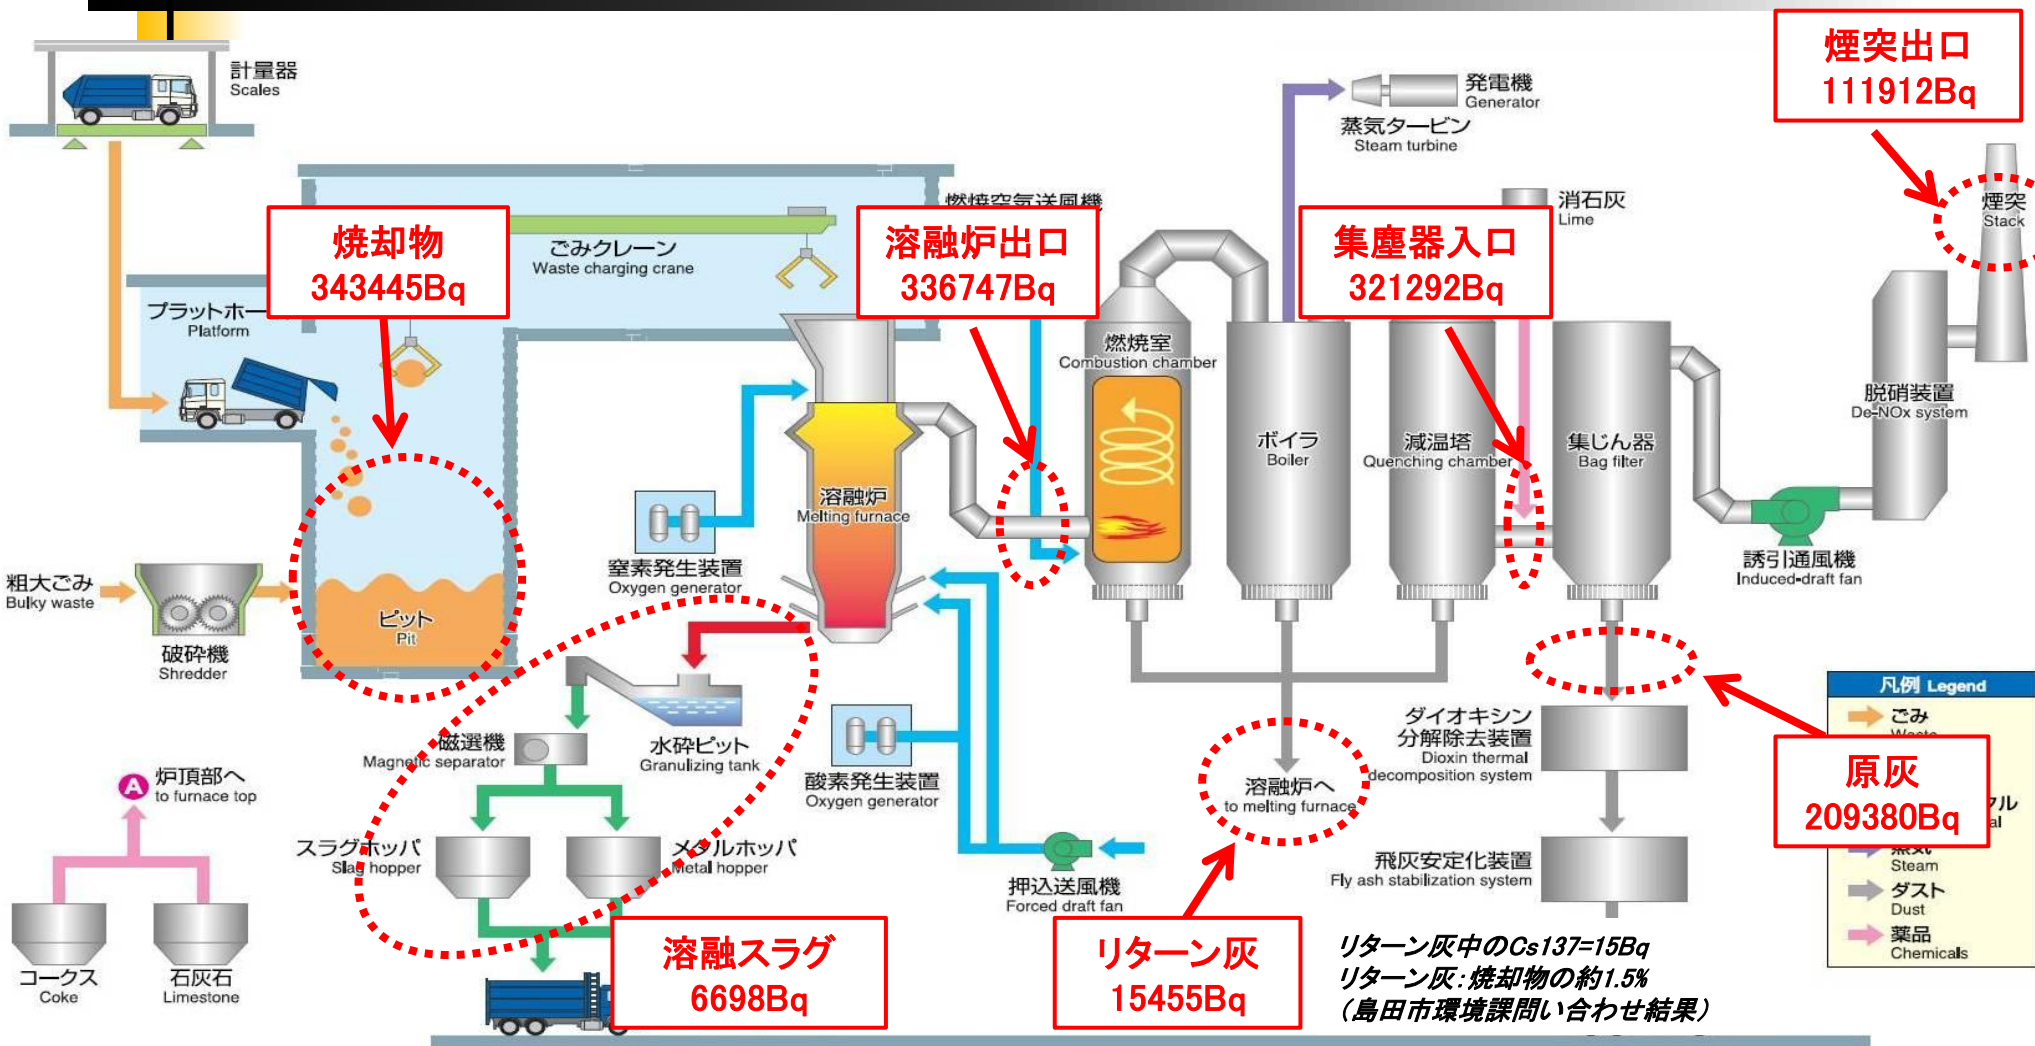 計量器
Scales
焼却物
343445Bq
ごみクレーン
Waste charging crane
プラットホー
Platform
燃焼空気送風機
溶融炉出口
336747Bq
発電機
Generator
蒸気タービン
Steam turbine
集塵器入口
321292Bq
消石灰
Lime
煙突出口
111912Bq
煙突
Stack
燃焼室
Combustion chamber
ボイラ
Boiler
減温塔
Quenching chamber
集じん器
Bag filter
脱硝装置
De-NOx system
誘引通風機
Induced-draft fan
溶融炉
Melting furnace
窒素発生装置
Oxygen generator
粗大ごみ
Bulky waste
破砕機
Shredder
ピット
Pit
磁選機
Magnetic separator
水砕ピット
Granulizing tank
酸素発生装置
Oxygen generator
A
炉頂部へ
to furnace top
スラグホッパ
Slag hopper
メタルホッパ
Metal hopper
押込送風機
Forced draft fan
コークス
Coke
石灰石
Limestone
溶融スラグ
6698Bq
溶融炉へ
to melting furnace
リターン灰
15455Bq
ダイオキシン
分解除去装置
Dioxin thermal
decomposition system
飛灰安定化装置
Fly ash stabilization system
原灰
209380Bq
リターン灰中のCs137=15Bq
リターン灰:焼却物の約1.5%
(島田市環境課問い合わせ結果)
凡例 Legend
ごみ
Waste
タル
al
蒸気
Steam
ダスト
Dust
薬品
Chemicals